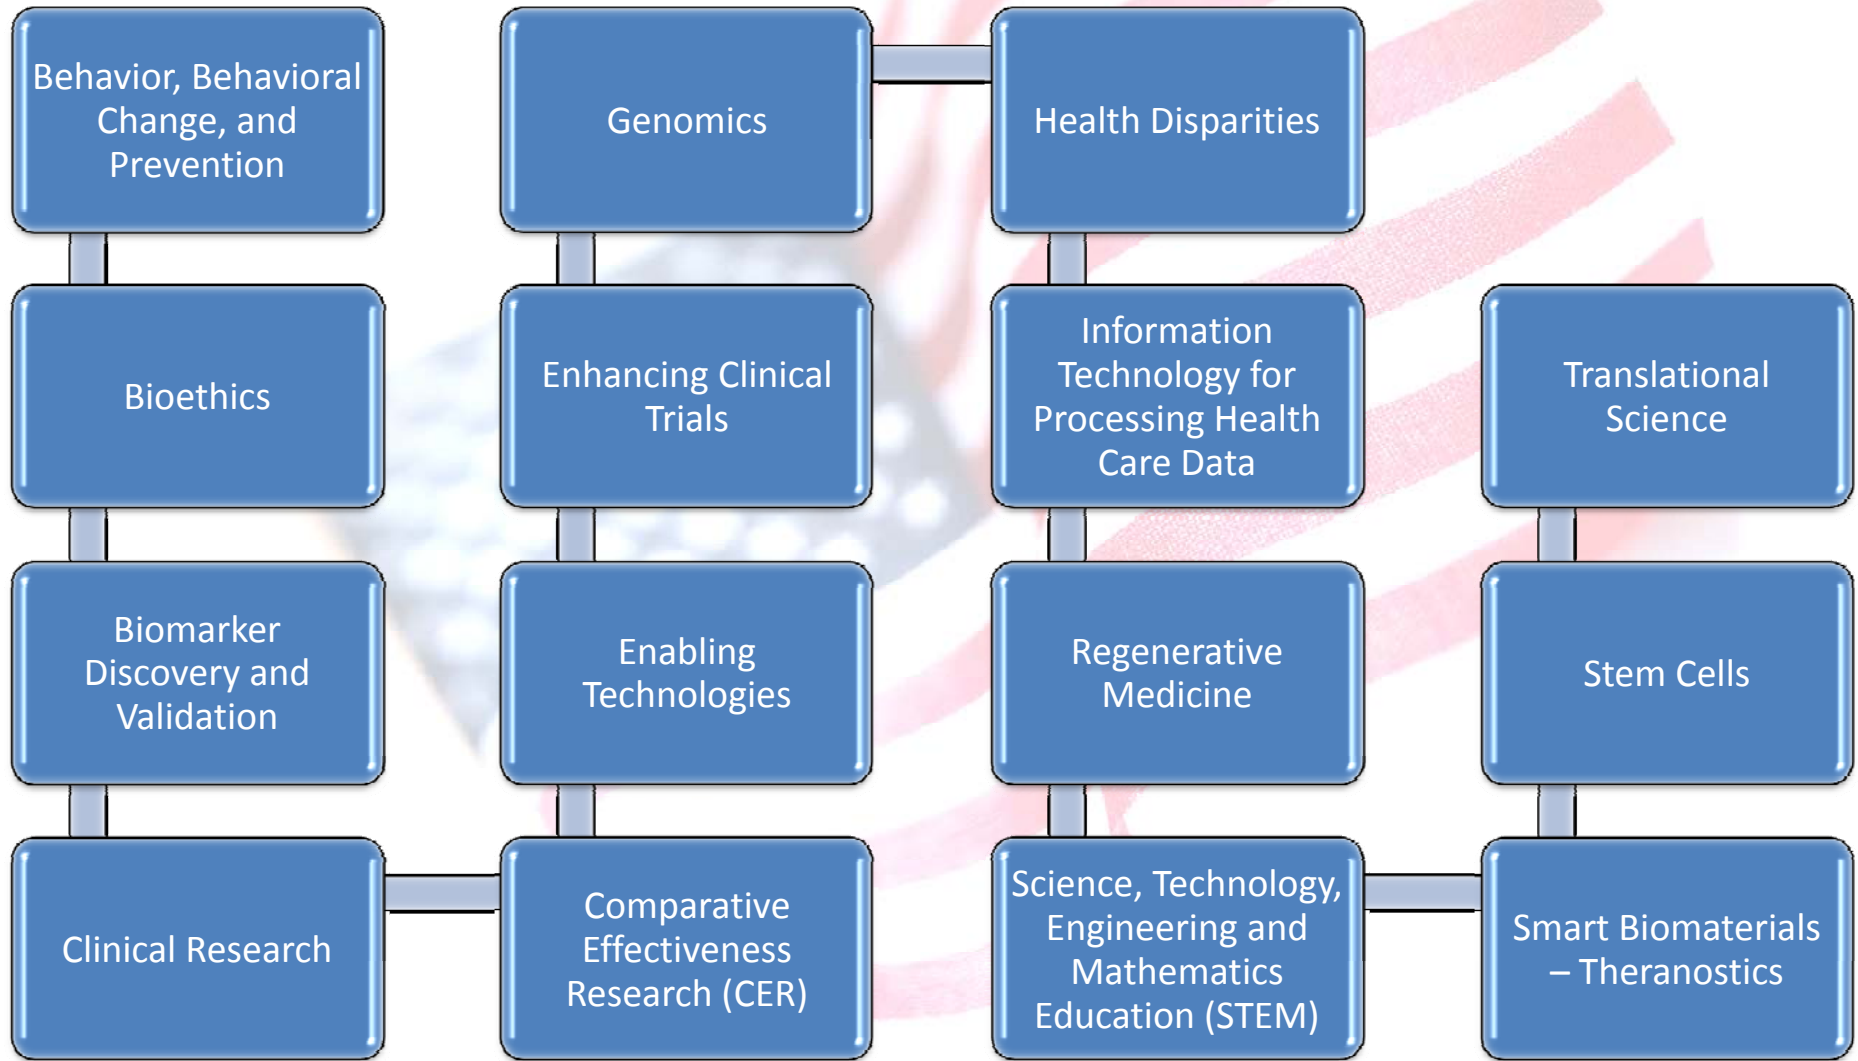 Behavior, Behavioral
Change, and
Prevention
Bioethics
Biomarker
Discovery and
Validation
Clinical Research
Comparative
Effectiveness
Research (CER)
Enabling
Technologies
Enhancing Clinical
Trials
Genomics
Health Disparities
Information
Technology for
Processing Health
Care Data
Regenerative
Medicine
Science, Technology,
Engineering and
Mathematics
Education (STEM)
Smart Biomaterials
– Theranostics
Stem Cells
Translational
Science